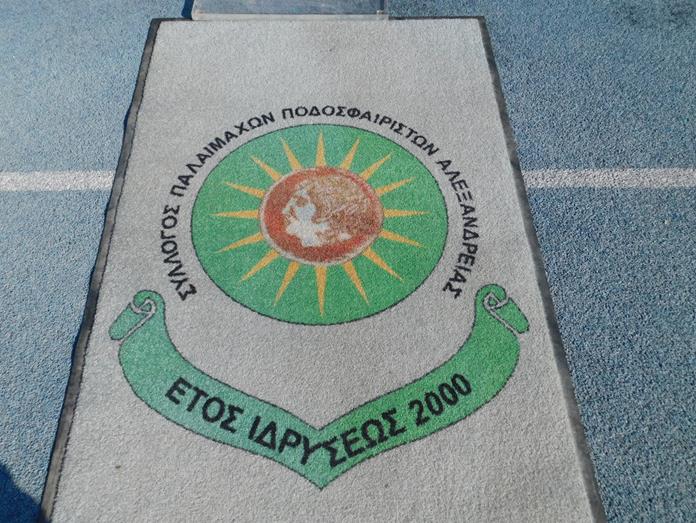 ΣΥΛΛΟΓΟΣ ΠΑΛΑΙΜΑΧΩΝ ΠΟΔΟΣΦΑΙΡΙΣΤΩΝ ΑΛΕΞΑΝΔΡΕΙΑΣ
ΕΤΟΣ ΙΔΡΥΣΕΩΣ 2000